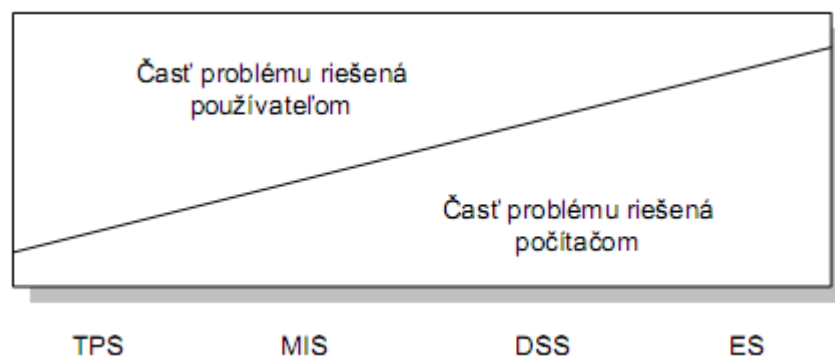 Časť problému riešená
používateľom
Časť problému riešená
počítačom
TPS MIS DSS ES